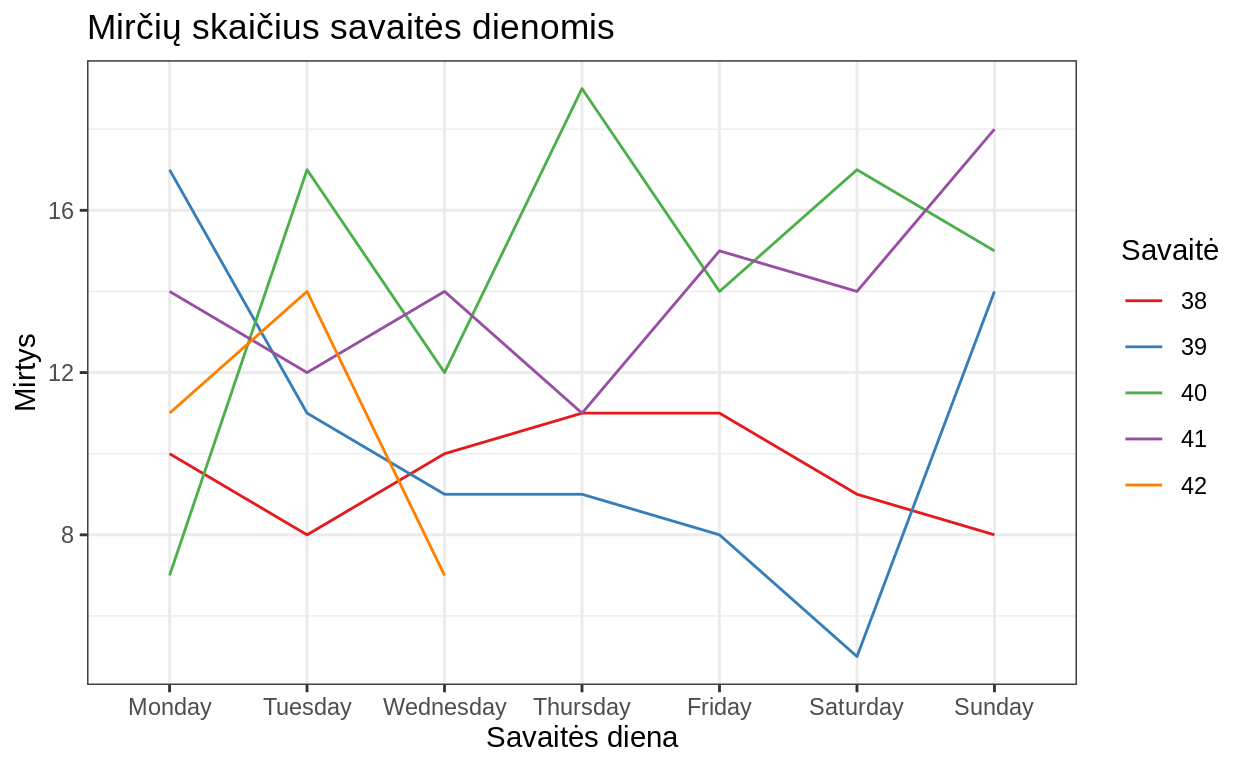 Mirčių skaičius savaitės dienomis
Mirtys
16
12
8
Monday Tuesday Wednesday Thursday Friday Saturday Sunday
Savaitės diena
Savaitė
38
39
40
41
42